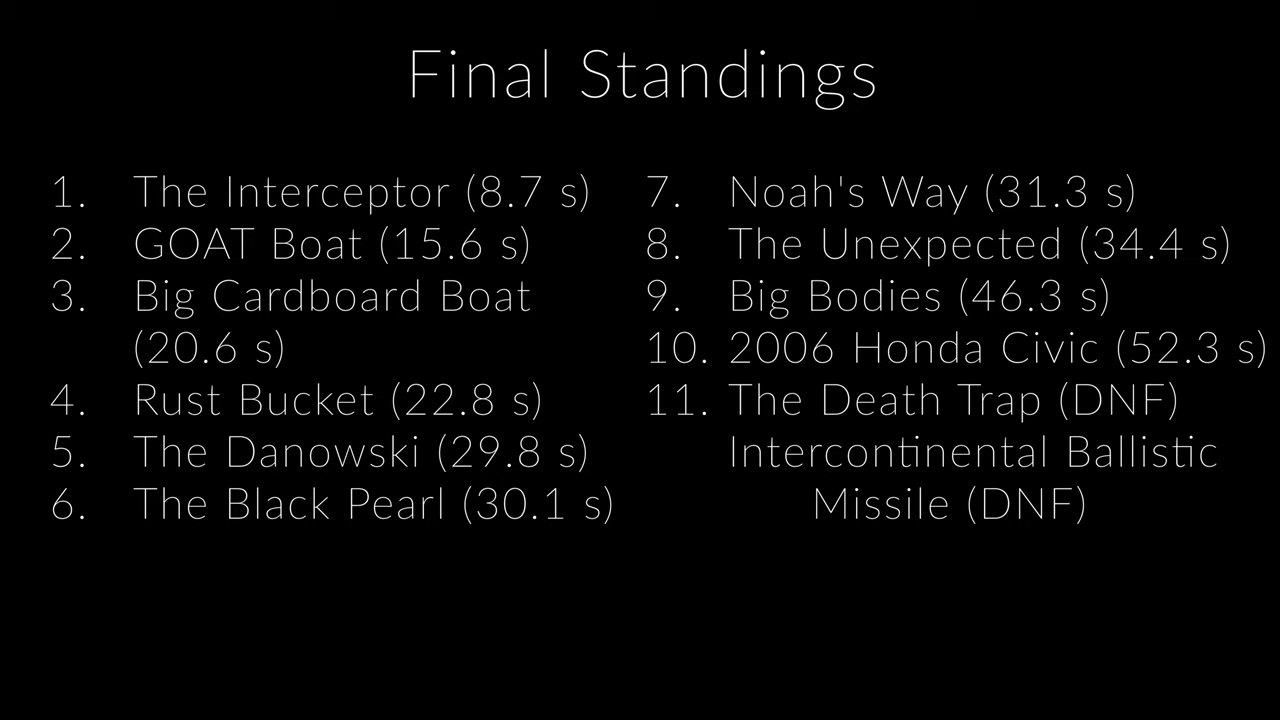 Final Standings
1. The Interceptor (8.7 s)
2. GOAT Boat (15.6 s)
3. Big Cardboard Boat
(20.6 s)
4. Rust Bucket (22.8 s)
5. The Danowski (29.8 s)
6. The Black Pearl (30.1 s)
7. Noah's Way (31.3 s)
8. The Unexpected (34.4 s)
9. Big Bodies (46.3 s)
10. 2006 Honda Civic (52.3 s)
11. The Death Trap (DNF)
Intercontinental Ballistic
Missile (DNF)